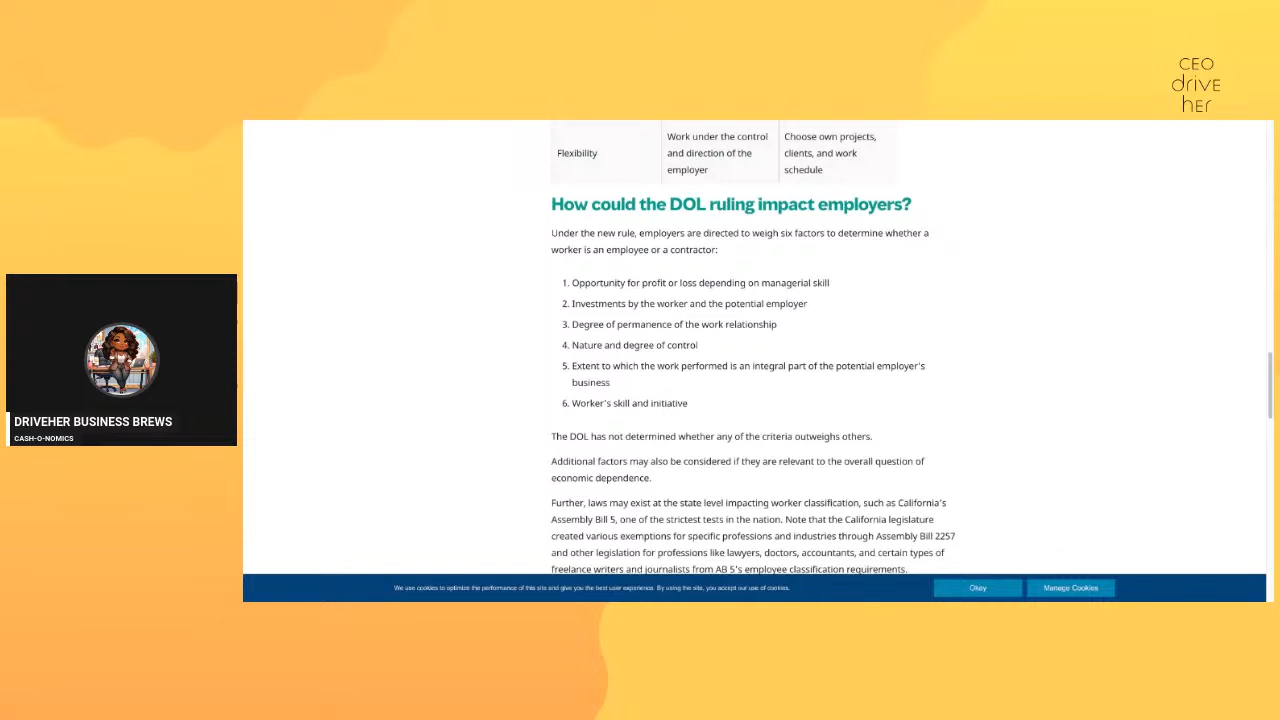 CEO
drive
her
Flexibility
Work under the control
and direction of the
employer
Choose own projects,
clients, and work
schedule
How could the DOL ruling impact employers?
Under the new rule, employers are directed to weigh six factors to determine whether a
worker is an employee or a contractor:
1. Opportunity for profit or loss depending on managerial skill
2. Investments by the worker and the potential employer
3. Degree of permanence of the work relationship
4. Nature and degree of control
5. Extent to which the work performed is an integral part of the potential employer's
business
6. Worker's skill and initiative
The DOL has not determined whether any of the criteria outweighs others.
Additional factors may also be considered if they are relevant to the overall question of
economic dependence.
Further, laws may exist at the state level impacting worker classification, such as California's
Assembly Bill 5, one of the strictest tests in the nation. Note that the California legislature
created various exemptions for specific professions and industries through Assembly Bill 2257
and other legislation for professions like lawyers, doctors, accountants, and certain types of
freelance writers and journalists from AB 5's employee classification requirements.
We use cookies to optimize the performance of this site and give you the best user experience. By using the site, you accept our use of cookies.
Okay
Manage Cookies
DRIVEHER BUSINESS BREWS
CASH-O-NOMICS